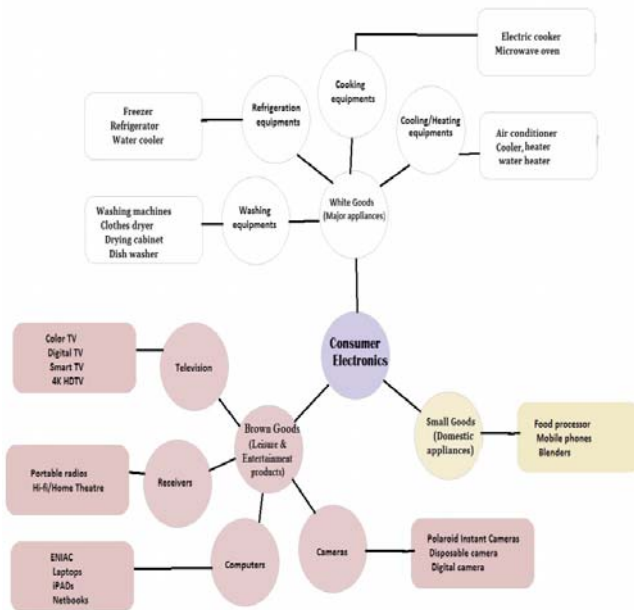 Electric cooker
Microwave oven
Cooking
equipments
Refrigeration
equipments
Freezer
Refrigerator
Water cooler
Cooling/Heating
equipments
Air conditioner
Cooler, heater
water heater
White Goods
(Major appliances)
Washing
equipments
Washing machines
Clothes dryer
Drying cabinet
Dish washer
Consumer
Electronics
Color TV
Digital TV
Smart TV
4K HDTV
Television
Brown Goods
(Leisure &
Entertainment
products)
Small Goods
(Domestic
appliances)
Food processor
Mobile phones
Blenders
Portable radios
Hi-fi/Home Theatre
Receivers
ENIAC
Laptops
iPADs
Netbooks
Computers
Cameras
Polaroid Instant Cameras
Disposable camera
Digital camera